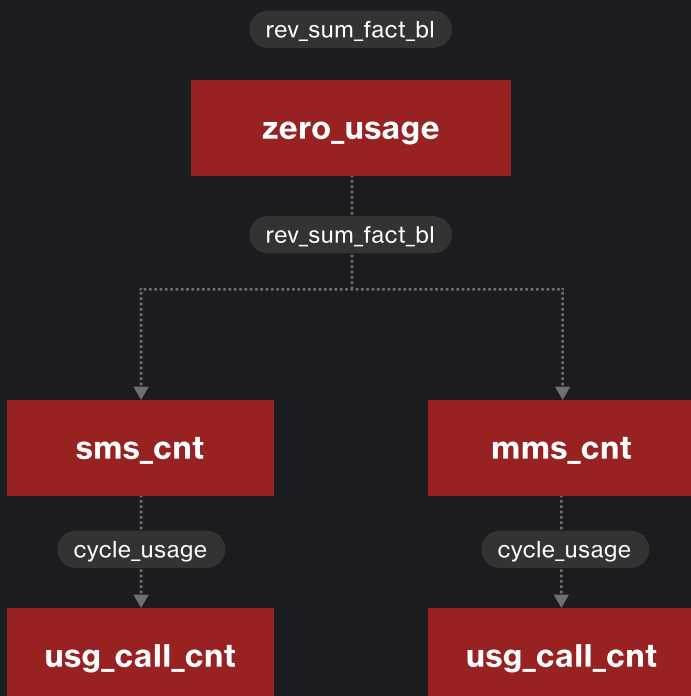 rev_sum_fact_bl
zero_usage
rev_sum_fact_bl
sms_cnt
mms_cnt
cycle_usage
cycle_usage
usg_call_cnt
usg_call_cnt